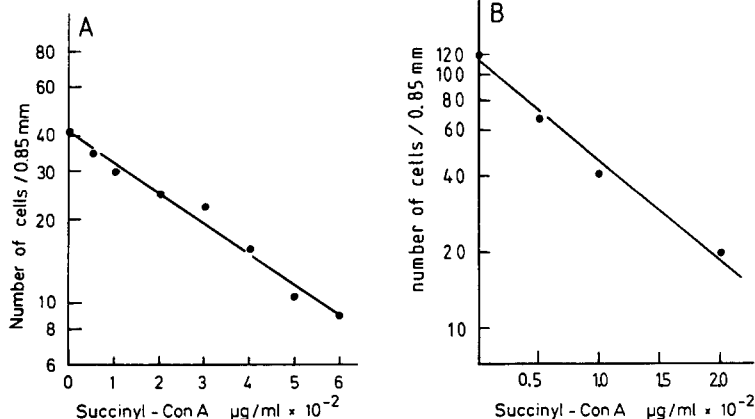 A
Number of cells / 0.85 mm
80
60
40
30
20
10
8
6
0 1 2 3 4 5 6
Succinyl - Con A µg/ml × 10⁻²
B
number of cells / 0.85 mm
120
100
80
60
40
20
10
0.5 1.0 1.5 2.0
Succinyl-Con A µg/ml × 10⁻²